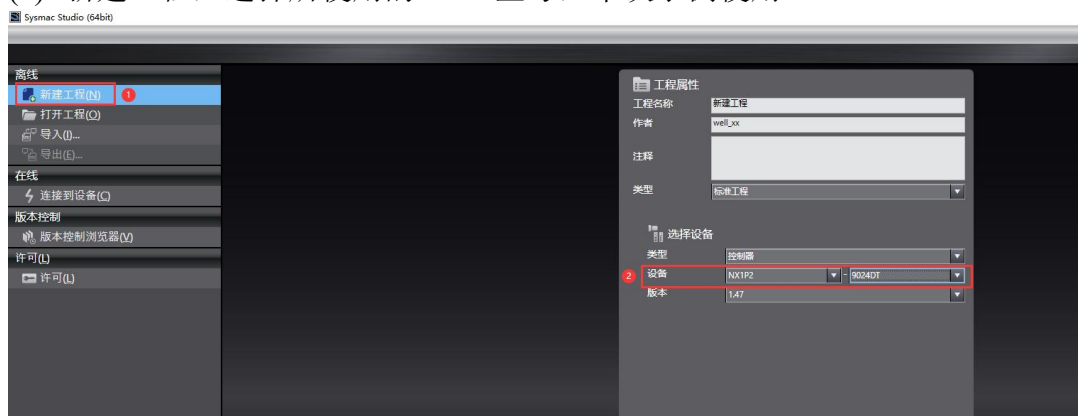 Sysmac Studio (64bit)
离线
新建工程(N)
1
打开工程(O)
导入(I)...
导出(E)...
在线
连接到设备(C)
版本控制
版本控制浏览器(V)
许可(L)
许可(L)
工程属性
工程名称 新建工程
作者 well_xx
注释
类型 标准工程
选择设备
类型 控制器
2 设备 NX1P2 - 9024DT
版本 1.47